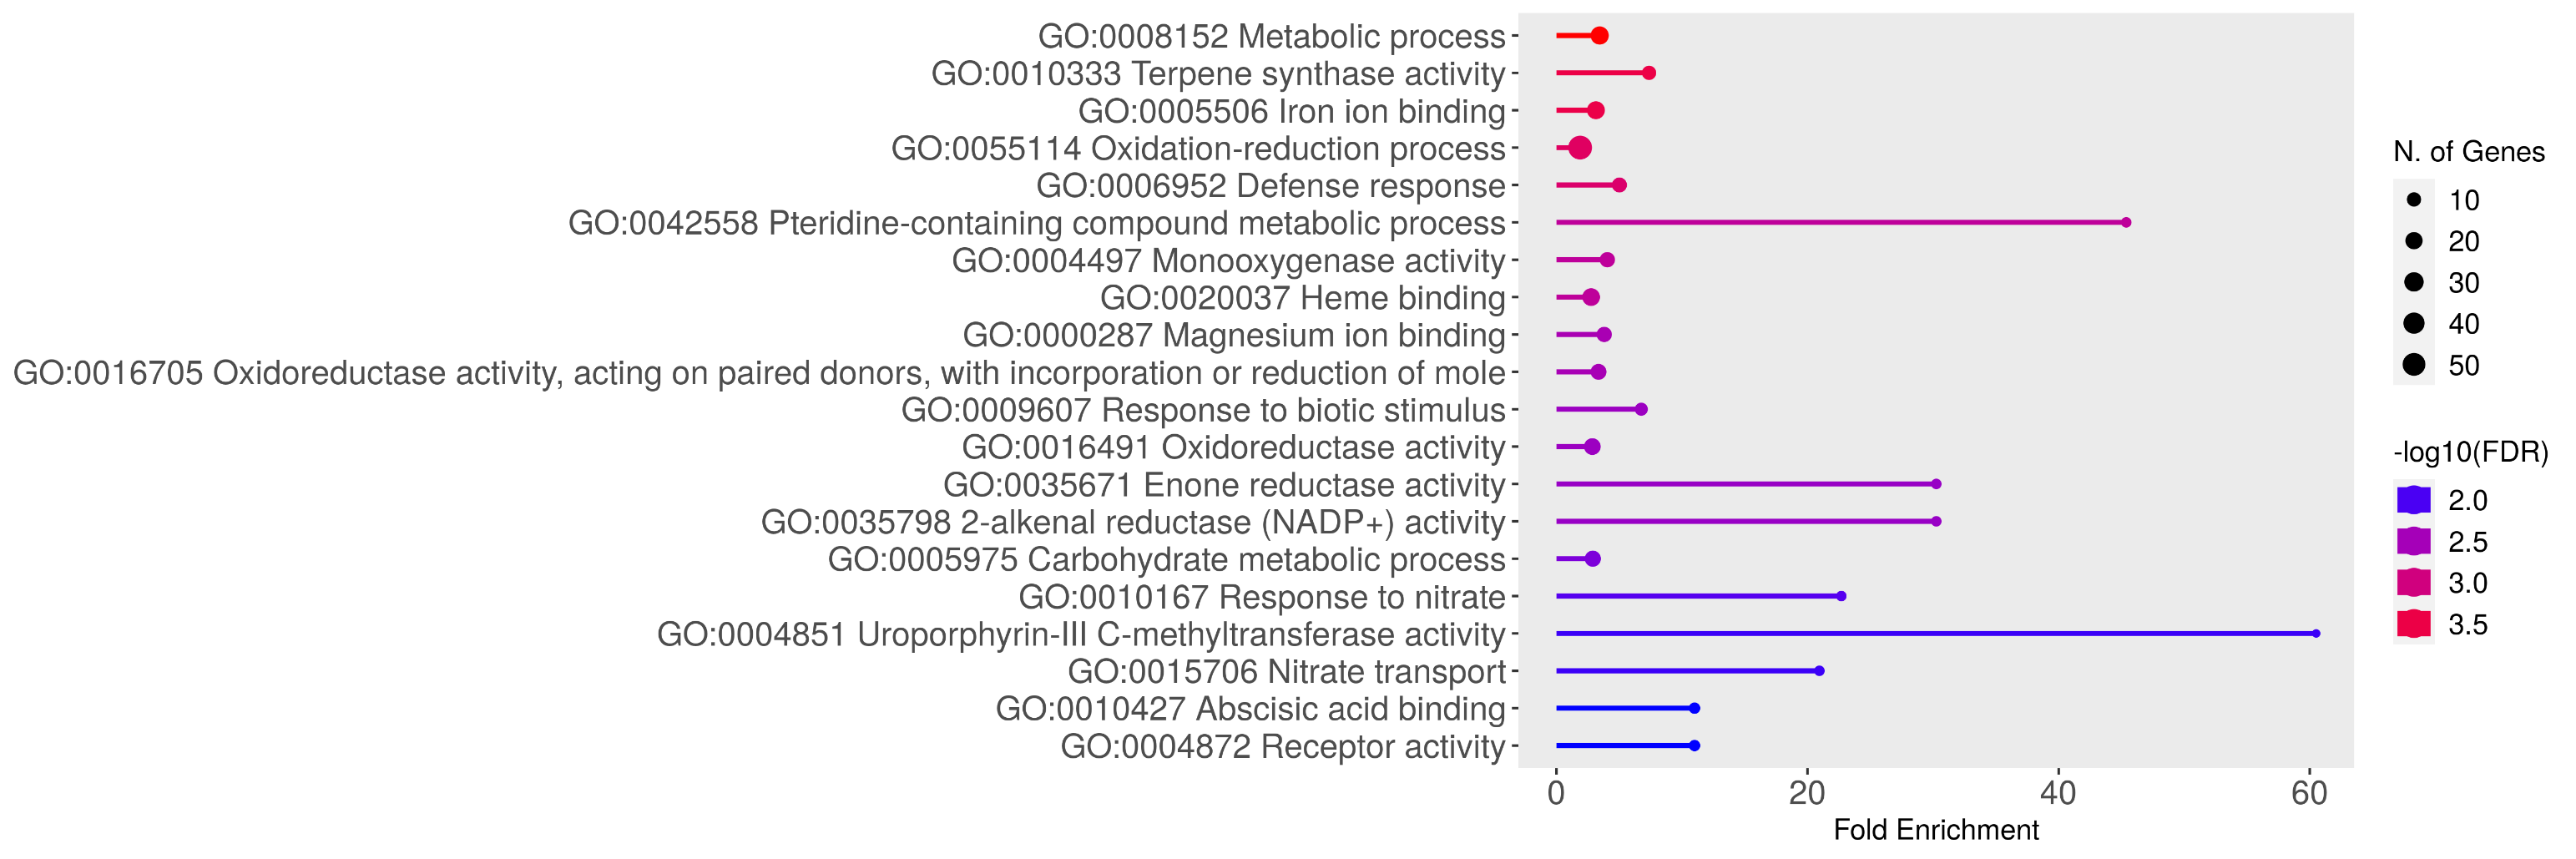 GO:0008152 Metabolic process
GO:0010333 Terpene synthase activity
GO:0005506 Iron ion binding
GO:0055114 Oxidation-reduction process
GO:0006952 Defense response
GO:0042558 Pteridine-containing compound metabolic process
GO:0004497 Monooxygenase activity
GO:0020037 Heme binding
GO:0000287 Magnesium ion binding
GO:0016705 Oxidoreductase activity, acting on paired donors, with incorporation or reduction of mole
GO:0009607 Response to biotic stimulus
GO:0016491 Oxidoreductase activity
GO:0035671 Enone reductase activity
GO:0035798 2-alkenal reductase (NADP+) activity
GO:0005975 Carbohydrate metabolic process
GO:0010167 Response to nitrate
GO:0004851 Uroporphyrin-III C-methyltransferase activity
GO:0015706 Nitrate transport
GO:0010427 Abscisic acid binding
GO:0004872 Receptor activity
0 20 40 60
Fold Enrichment
N. of Genes
10
20
30
40
50
-log10(FDR)
2.0
2.5
3.0
3.5